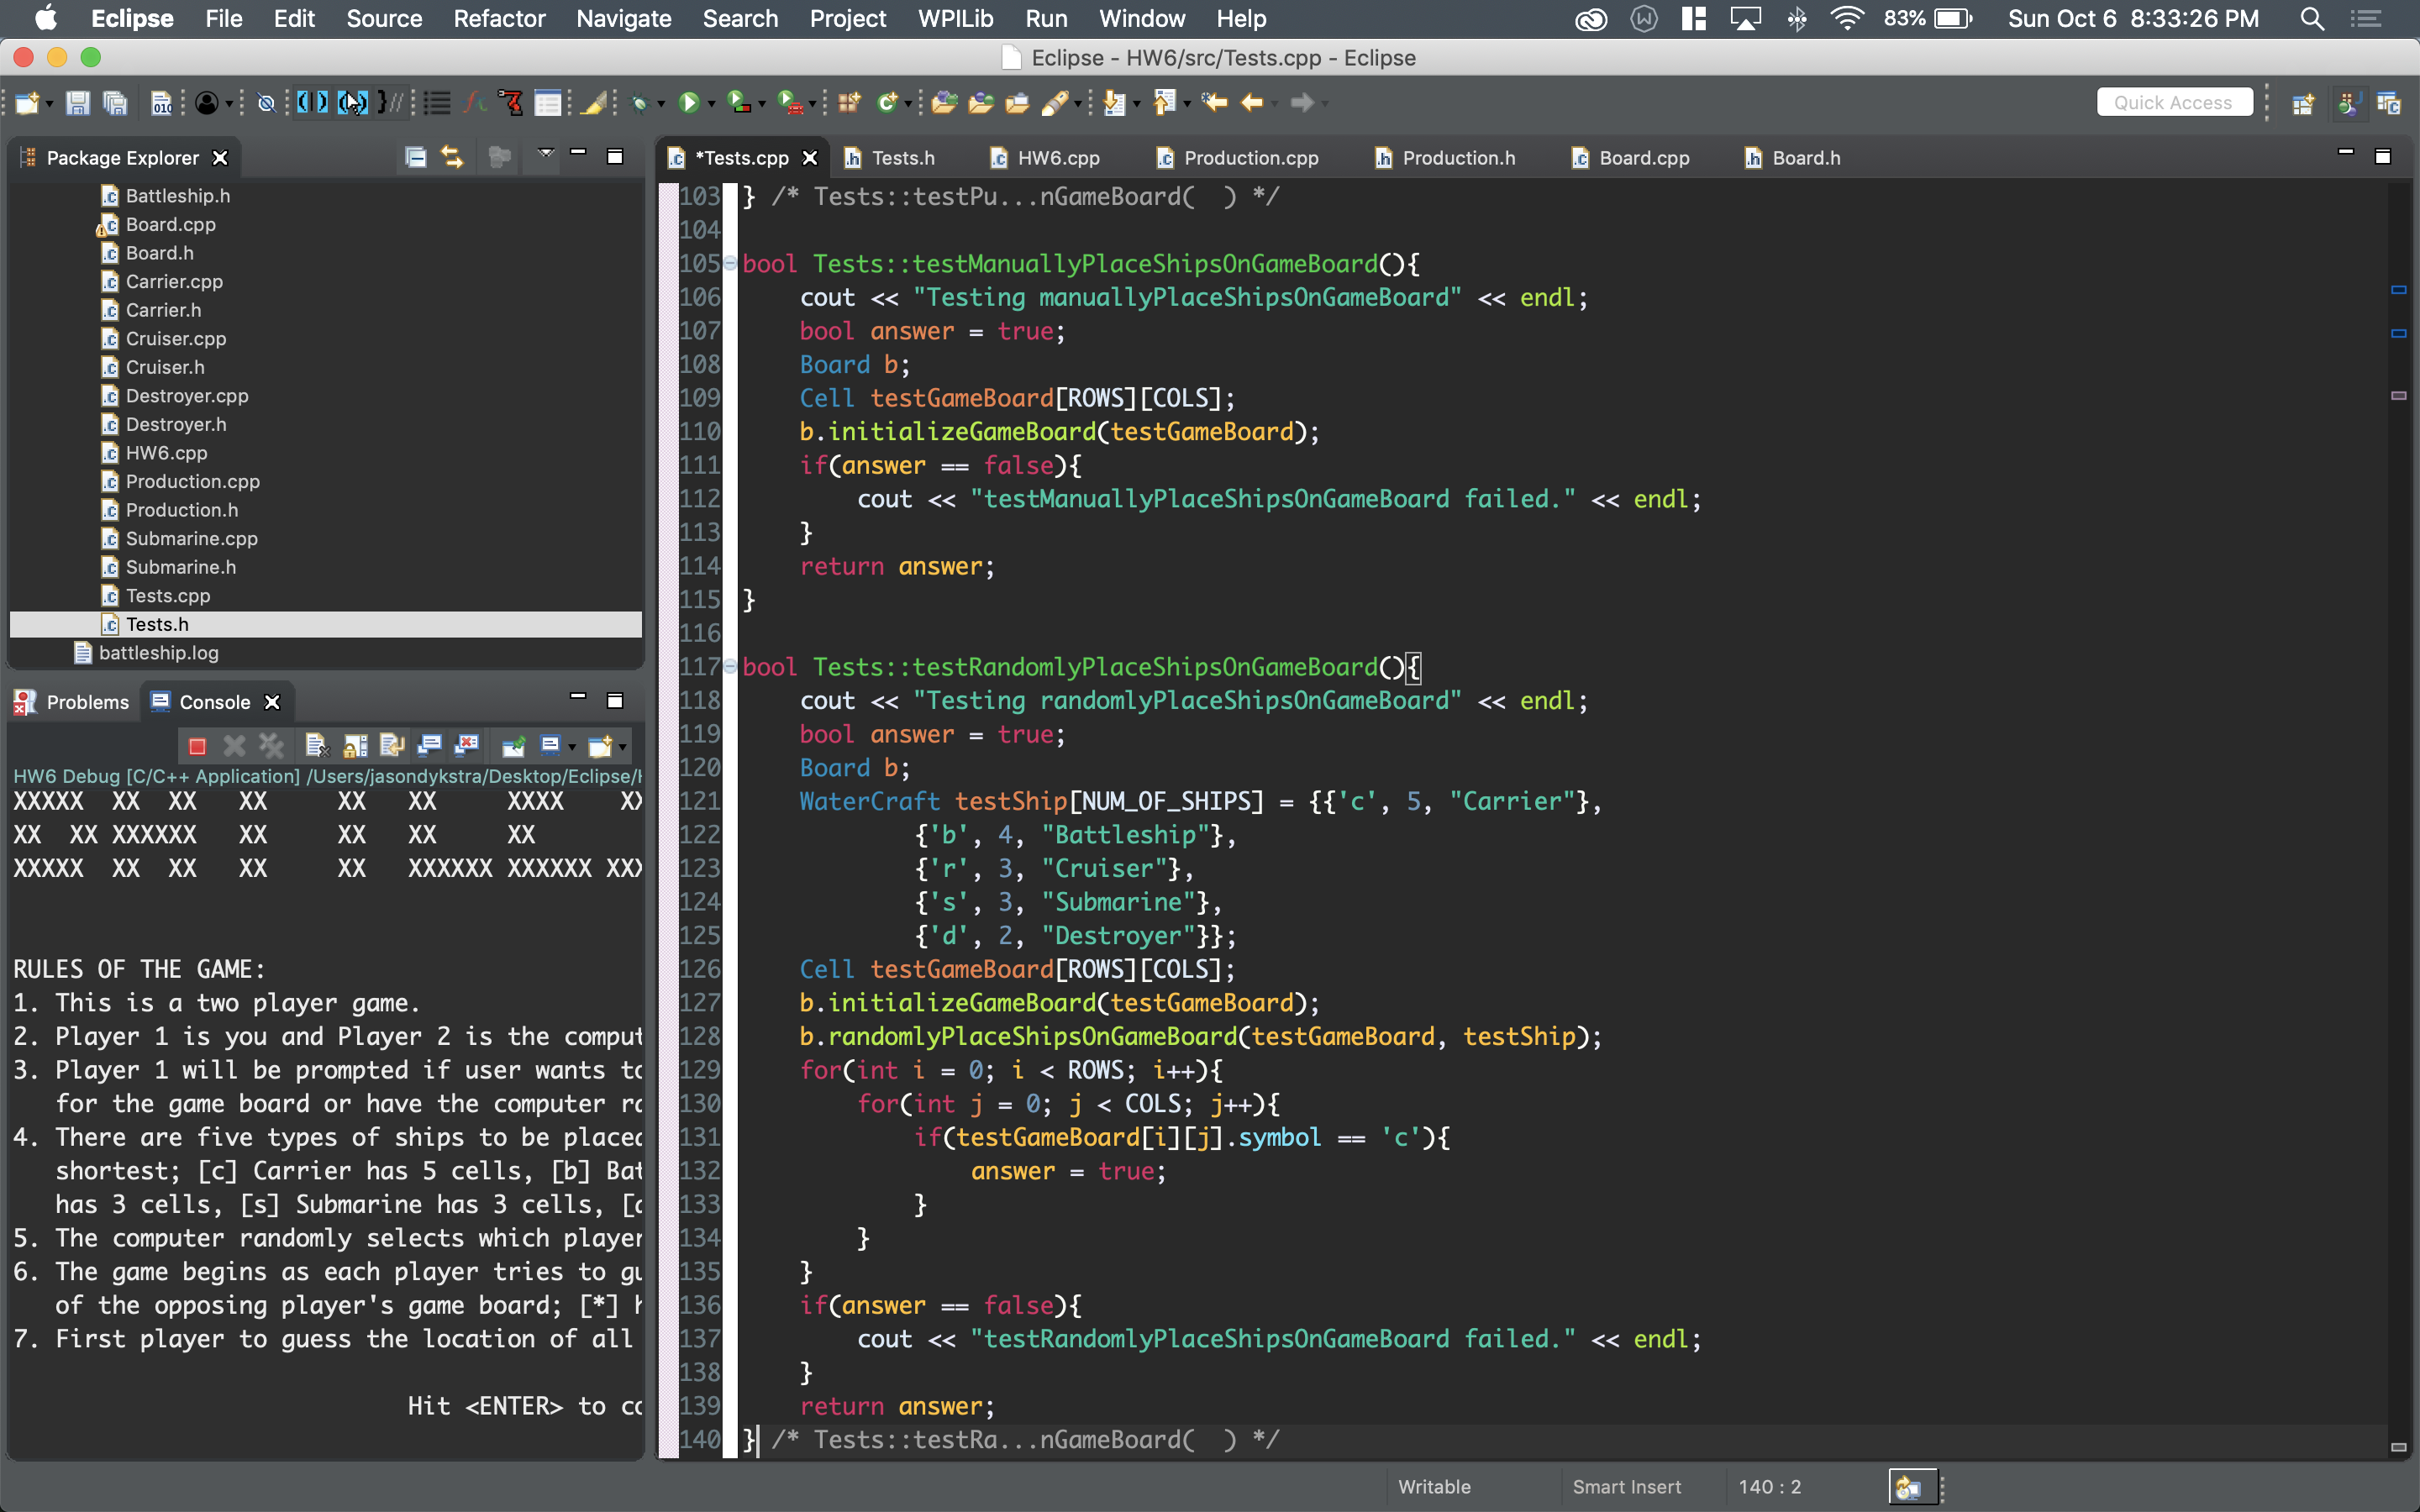 Eclipse File Edit Source Refactor Navigate Search Project WPILib Run Window Help 83% Sun Oct 6 8:33:26 PM
Eclipse - HW6/src/Tests.cpp - Eclipse
Quick Access
Package Explorer
Battleship.h
Board.cpp
Board.h
Carrier.cpp
Carrier.h
Cruiser.cpp
Cruiser.h
Destroyer.cpp
Destroyer.h
HW6.cpp
Production.cpp
Production.h
Submarine.cpp
Submarine.h
Tests.cpp
Tests.h
battleship.log
Problems Console
HW6 Debug [C/C++ Application] /Users/jasondykstra/Desktop/Eclipse/
XXXXX  XX  XX   XX     XX   XX     XXXX    XX
XX  XX XXXXXX   XX     XX   XX     XX
XXXXX  XX  XX   XX     XX   XXXXXX XXXXXX XXX
RULES OF THE GAME:
1. This is a two player game.
2. Player 1 is you and Player 2 is the comput
3. Player 1 will be prompted if user wants to
for the game board or have the computer ra
4. There are five types of ships to be placed
shortest; [c] Carrier has 5 cells, [b] Bat
has 3 cells, [s] Submarine has 3 cells, [d
5. The computer randomly selects which player
6. The game begins as each player tries to gu
of the opposing player's game board; [*] h
7. First player to guess the location of all
Hit <ENTER> to co
*Tests.cpp Tests.h HW6.cpp Production.cpp Production.h Board.cpp Board.h
103 } /* Tests::testPu...nGameBoard(  ) */
104
105 bool Tests::testManuallyPlaceShipsOnGameBoard(){
106     cout << "Testing manuallyPlaceShipsOnGameBoard" << endl;
107     bool answer = true;
108     Board b;
109     Cell testGameBoard[ROWS][COLS];
110     b.initializeGameBoard(testGameBoard);
111     if(answer == false){
112         cout << "testManuallyPlaceShipsOnGameBoard failed." << endl;
113     }
114     return answer;
115 }
116
117 bool Tests::testRandomlyPlaceShipsOnGameBoard(){
118     cout << "Testing randomlyPlaceShipsOnGameBoard" << endl;
119     bool answer = true;
120     Board b;
121     WaterCraft testShip[NUM_OF_SHIPS] = {{'c', 5, "Carrier"},
122             {'b', 4, "Battleship"},
123             {'r', 3, "Cruiser"},
124             {'s', 3, "Submarine"},
125             {'d', 2, "Destroyer"}};
126     Cell testGameBoard[ROWS][COLS];
127     b.initializeGameBoard(testGameBoard);
128     b.randomlyPlaceShipsOnGameBoard(testGameBoard, testShip);
129     for(int i = 0; i < ROWS; i++){
130         for(int j = 0; j < COLS; j++){
131             if(testGameBoard[i][j].symbol == 'c'){
132                 answer = true;
133             }
134         }
135     }
136     if(answer == false){
137         cout << "testRandomlyPlaceShipsOnGameBoard failed." << endl;
138     }
139     return answer;
140 } /* Tests::testRa...nGameBoard(  ) */
Writable Smart Insert 140 : 2